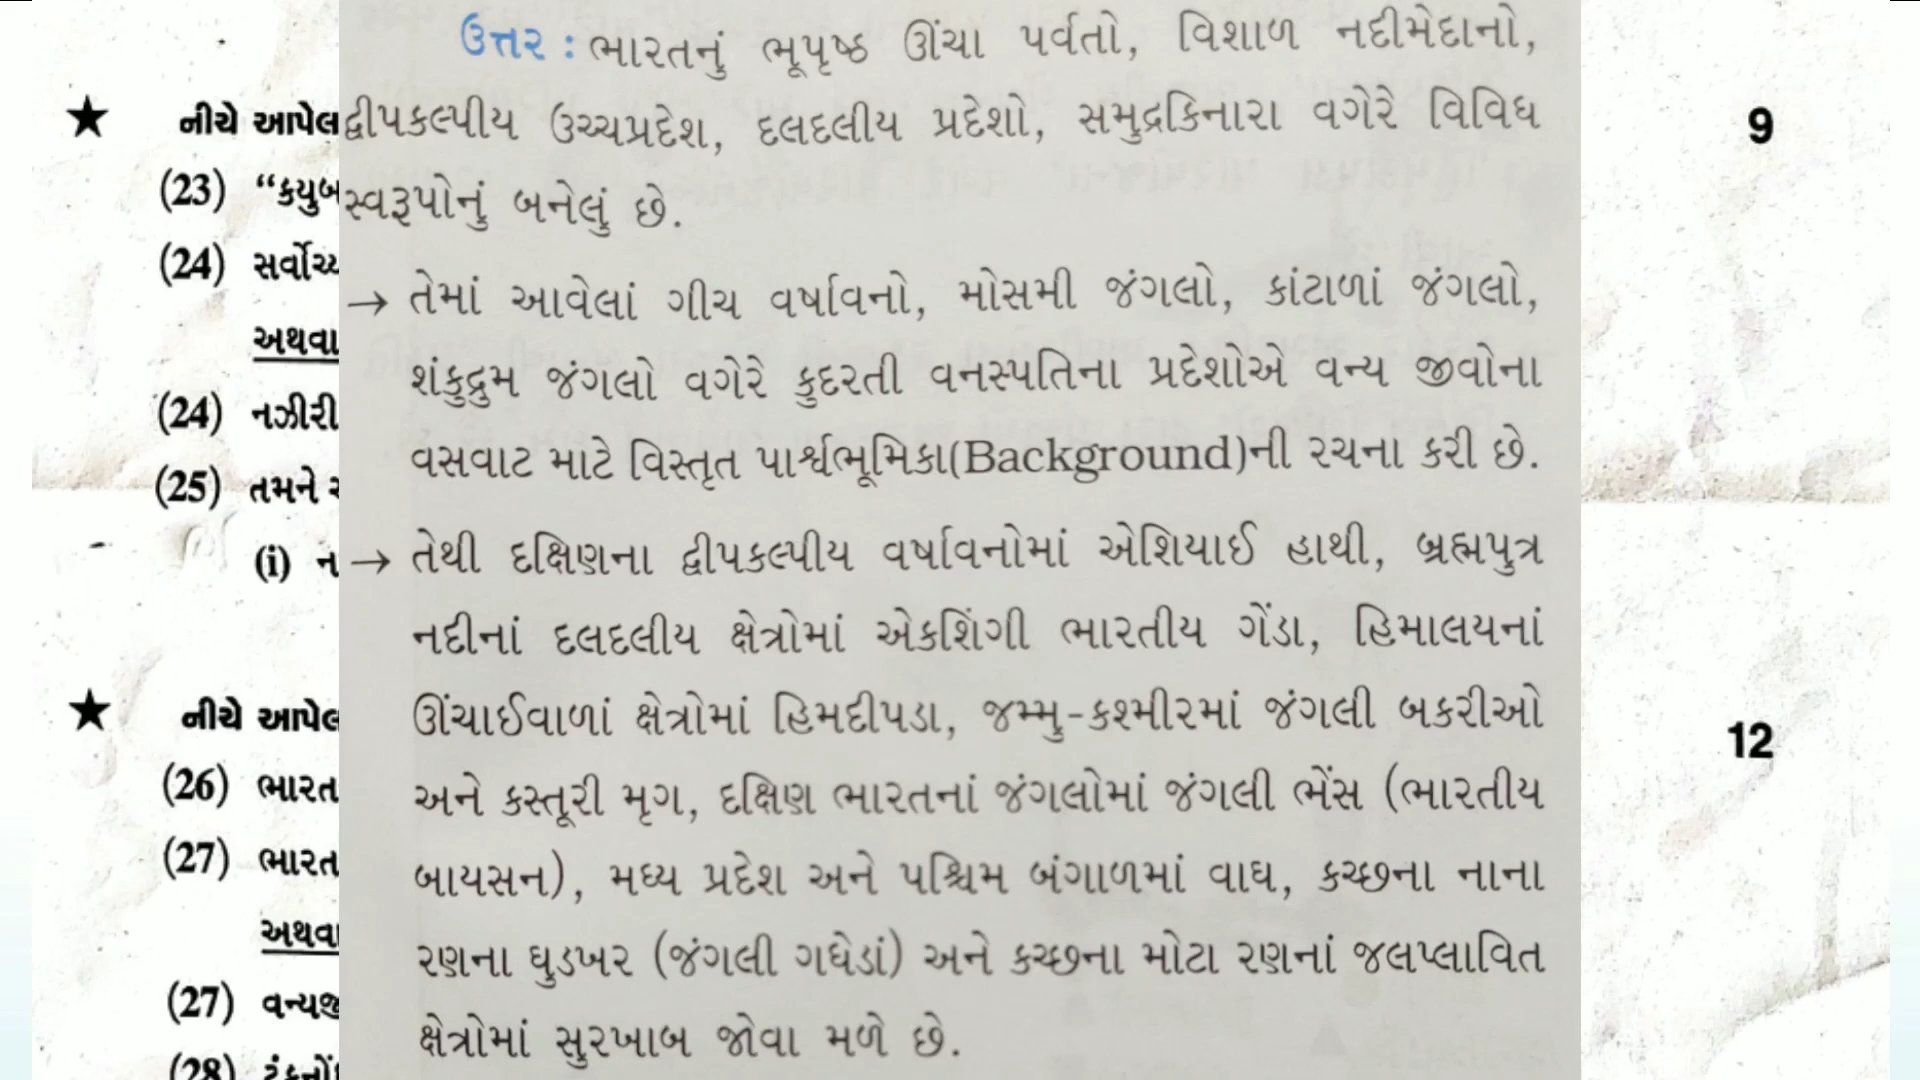 ઉત્તર : ભારતનું ભૂપૃષ્ઠ ઊંચા પર્વતો, વિશાળ નદીમેદાનો,
દ્વીપકલ્પીય ઉચ્ચપ્રદેશ, દલદલીય પ્રદેશો, સમુદ્રકિનારા વગેરે વિવિધ
સ્વરૂપોનું બનેલું છે.
→ તેમાં આવેલાં ગીચ વર્ષાવનો, મોસમી જંગલો, કાંટાળાં જંગલો,
શંકુદ્રુમ જંગલો વગેરે કુદરતી વનસ્પતિના પ્રદેશોએ વન્ય જીવોના
વસવાટ માટે વિસ્તૃત પાર્શ્વભૂમિકા(Background)ની રચના કરી છે.
→ તેથી દક્ષિણના દ્વીપકલ્પીય વર્ષાવનોમાં એશિયાઈ હાથી, બ્રહ્મપુત્ર
નદીનાં દલદલીય ક્ષેત્રોમાં એકશિંગી ભારતીય ગેંડા, હિમાલયનાં
ઊંચાઈવાળાં ક્ષેત્રોમાં હિમદીપડા, જમ્મુ-કશ્મીરમાં જંગલી બકરીઓ
અને કસ્તૂરી મૃગ, દક્ષિણ ભારતનાં જંગલોમાં જંગલી ભેંસ (ભારતીય
બાયસન), મધ્ય પ્રદેશ અને પશ્ચિમ બંગાળમાં વાઘ, કચ્છના નાના
રણના ઘુડખર (જંગલી ગધેડાં) અને કચ્છના મોટા રણનાં જલપ્લાવિત
ક્ષેત્રોમાં સુરખાબ જોવા મળે છે.
★ નીચે આપેલ
9
(23)
(24)
અથવા
(24)
(25) તમને
(i)
★ નીચે આપેલ
12
(26) ભારત
(27) ભારત
અથવા
(27)
(28)